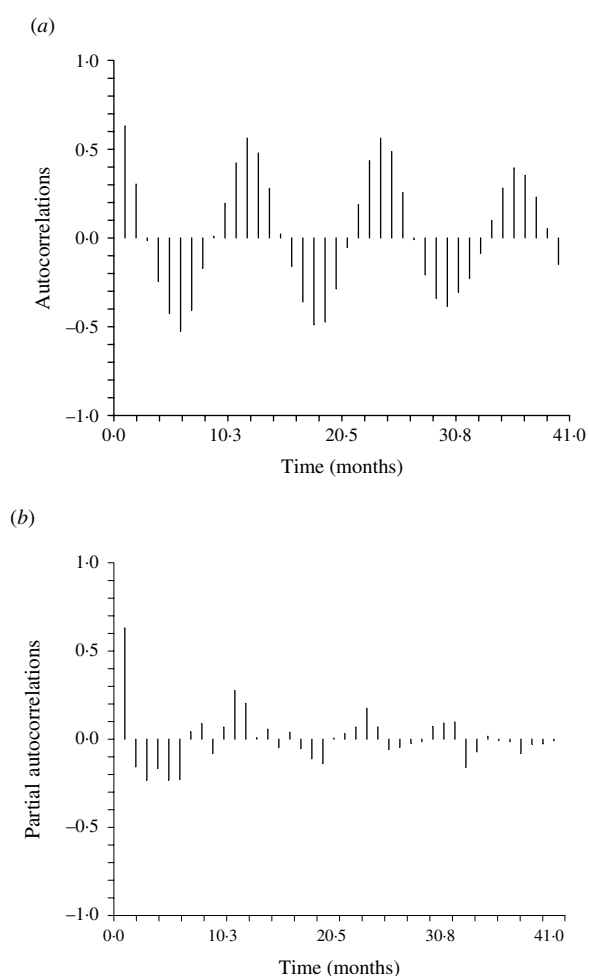 (a)
1·0
0·5
0·0
−0·5
−1·0
Autocorrelations
0·0 10·3 20·5 30·8 41·0
Time (months)
(b)
1·0
0·5
0·0
−0·5
−1·0
Partial autocorrelations
0·0 10·3 20·5 30·8 41·0
Time (months)